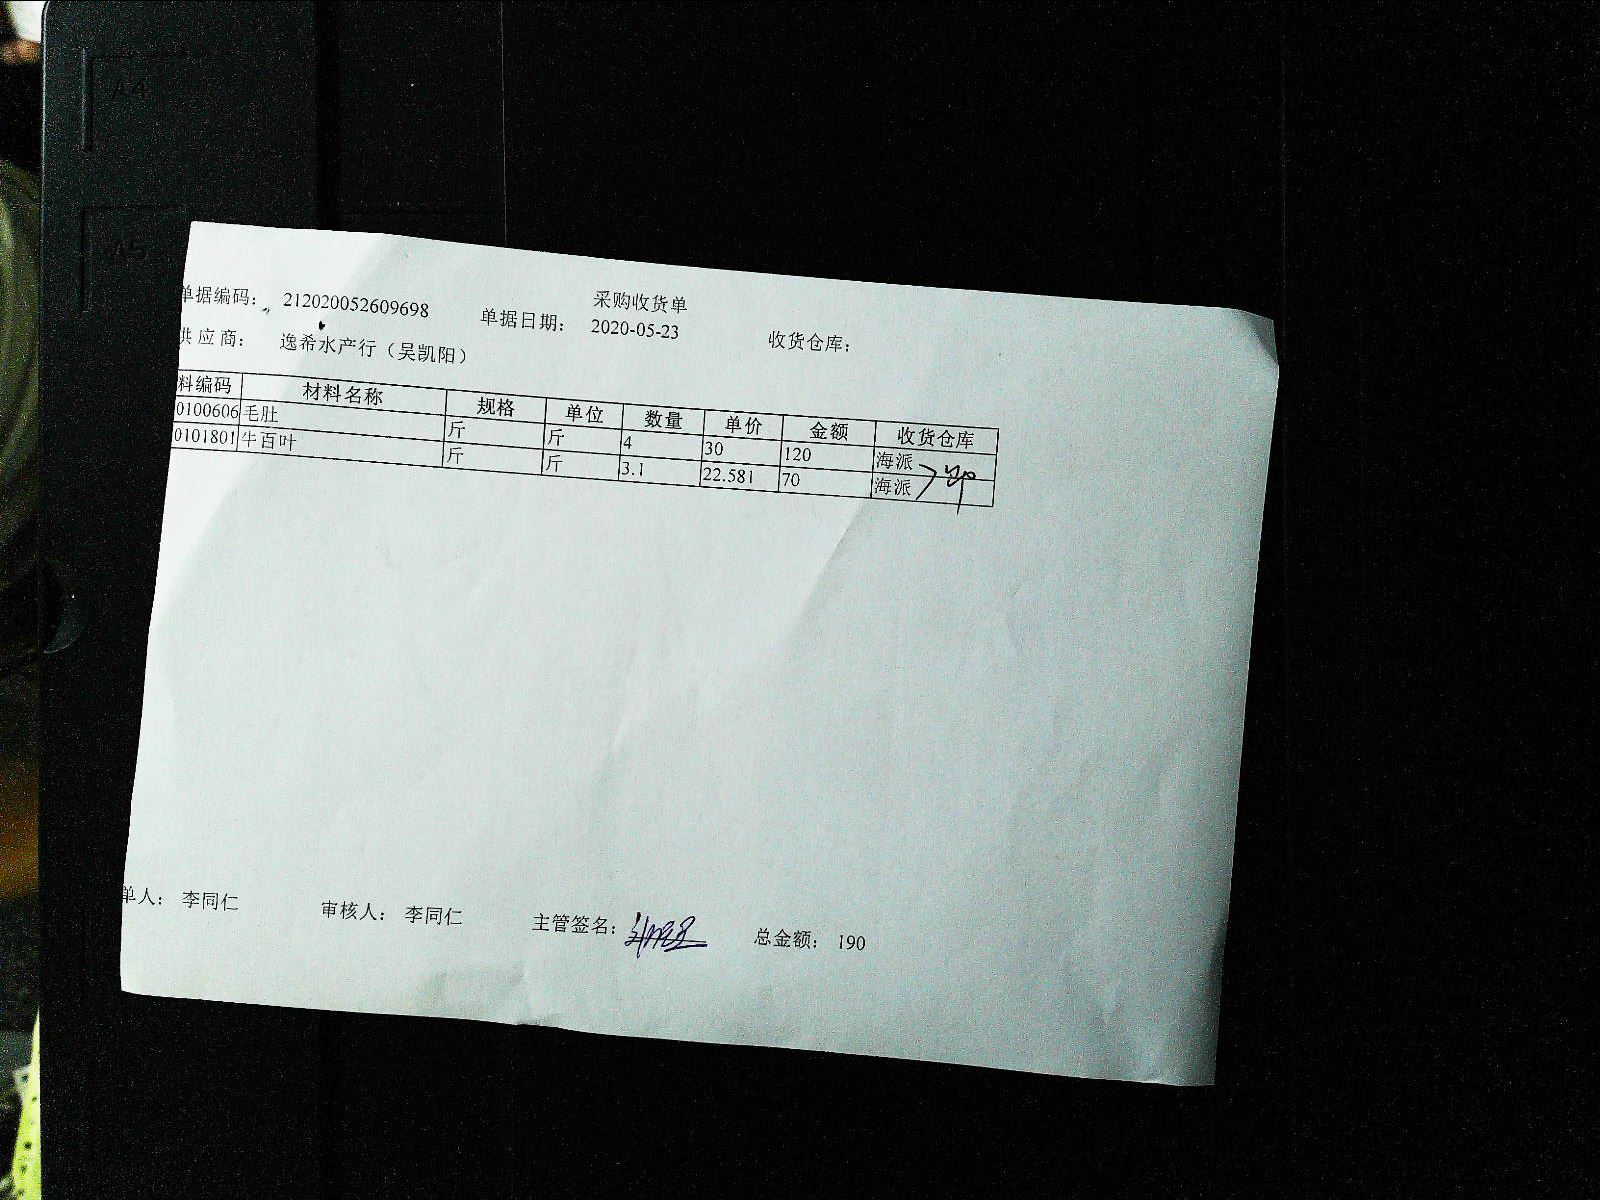 A4
A5
采购收货单
单据编码： 212020052609698 单据日期： 2020-05-23 收货仓库：
供应商： 逸希水产行（吴凯阳）
料编码 材料名称 规格 单位 数量 单价 金额 收货仓库
0100606 毛肚 斤 斤 4 30 120 海派
0101801 牛百叶 斤 斤 3.1 22.581 70 海派
单人： 李同仁 审核人： 李同仁 主管签名： 总金额： 190